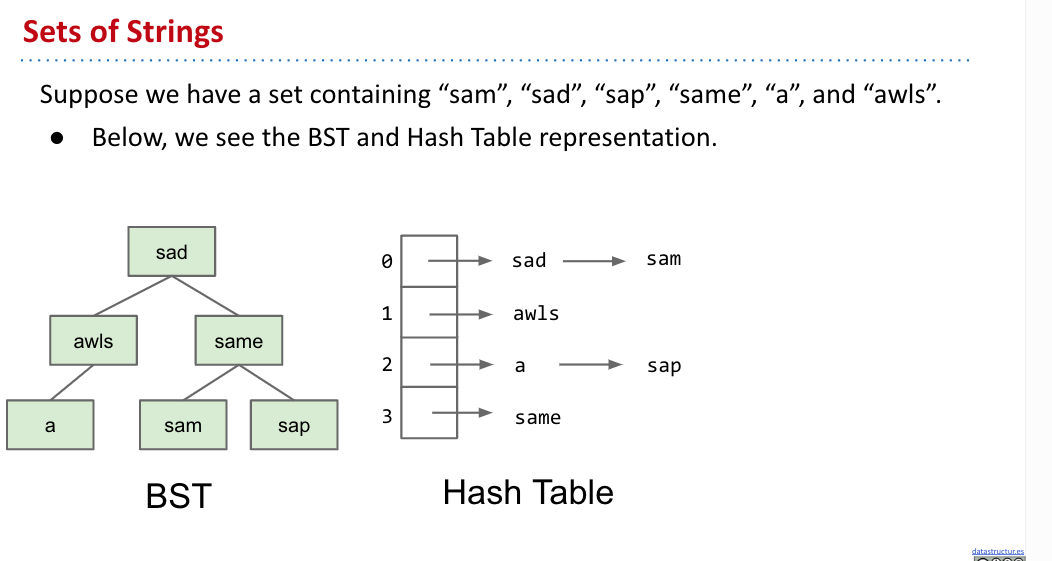 Sets of Strings
Suppose we have a set containing “sam”, “sad”, “sap”, “same”, “a”, and “awls”.
● Below, we see the BST and Hash Table representation.
sad
awls same
a sam sap
BST
0 sad sam
1 awls
2 a sap
3 same
Hash Table
datastructur.es